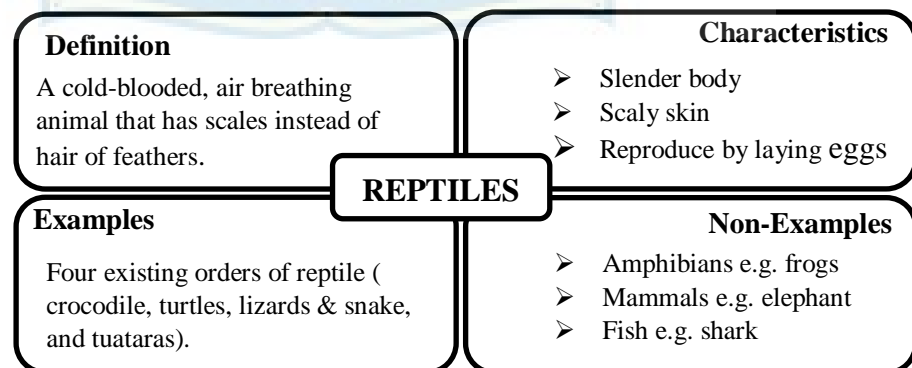 Definition
A cold-blooded, air breathing
animal that has scales instead of
hair of feathers.
Characteristics
➤ Slender body
➤ Scaly skin
➤ Reproduce by laying eggs
REPTILES
Examples
Four existing orders of reptile (
crocodile, turtles, lizards & snake,
and tuataras).
Non-Examples
➤ Amphibians e.g. frogs
➤ Mammals e.g. elephant
➤ Fish e.g. shark